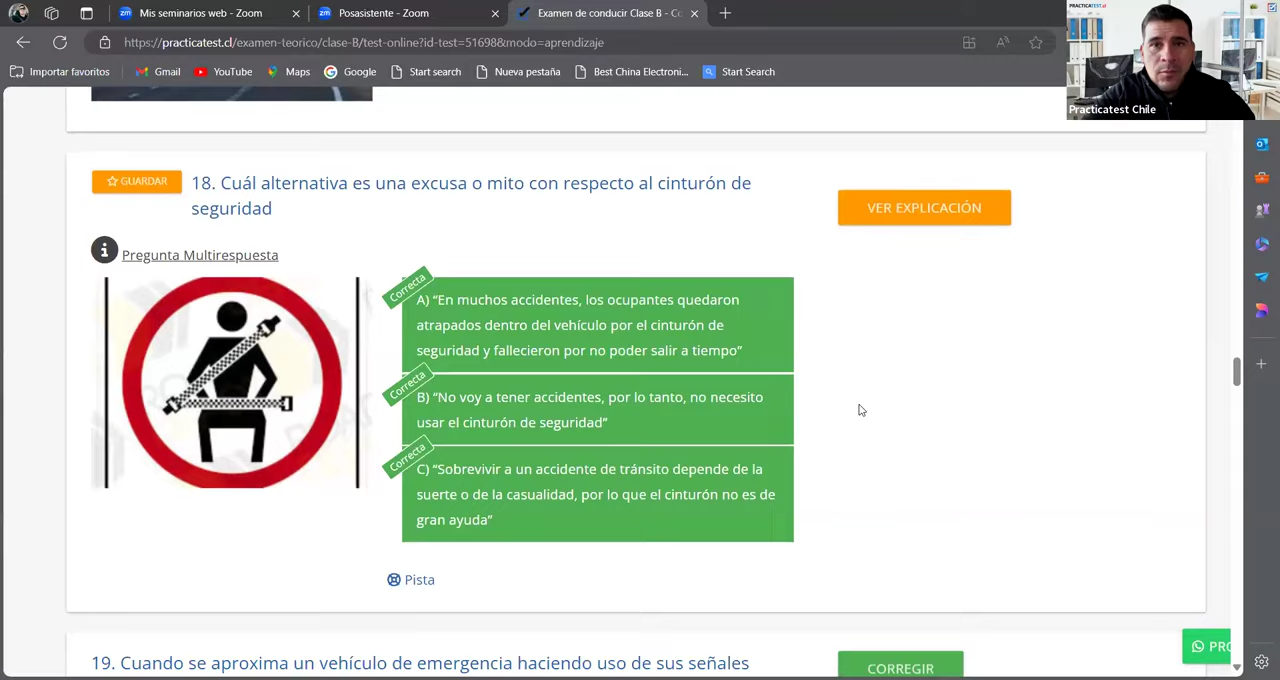 Mis seminarios web - Zoom
Posasistente - Zoom
Examen de conducir Clase B - Co
https://practicatest.cl/examen-teorico/clase-B/test-online?id-test=51698&modo=aprendizaje
Importar favoritos
Gmail
YouTube
Maps
Google
Start search
Nueva pestaña
Best China Electroni...
Start Search
PRACTICATEST.cl
Practicatest Chile
GUARDAR
18. Cuál alternativa es una excusa o mito con respecto al cinturón de
seguridad
VER EXPLICACIÓN
Pregunta Multirespuesta
Correcta
A) “En muchos accidentes, los ocupantes quedaron
atrapados dentro del vehículo por el cinturón de
seguridad y fallecieron por no poder salir a tiempo”
Correcta
B) “No voy a tener accidentes, por lo tanto, no necesito
usar el cinturón de seguridad”
Correcta
C) “Sobrevivir a un accidente de tránsito depende de la
suerte o de la casualidad, por lo que el cinturón no es de
gran ayuda”
Pista
19. Cuando se aproxima un vehículo de emergencia haciendo uso de sus señales
CORREGIR
PRO